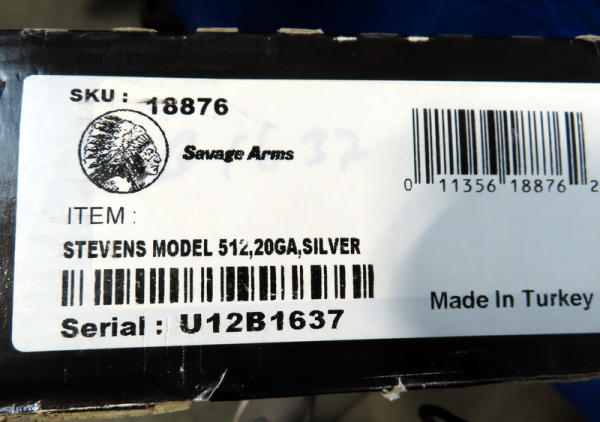 SKU : 18876
Savage Arms
0 11356 18876 2
ITEM :
STEVENS MODEL 512,20GA,SILVER
Made In Turkey
Serial : U12B1637